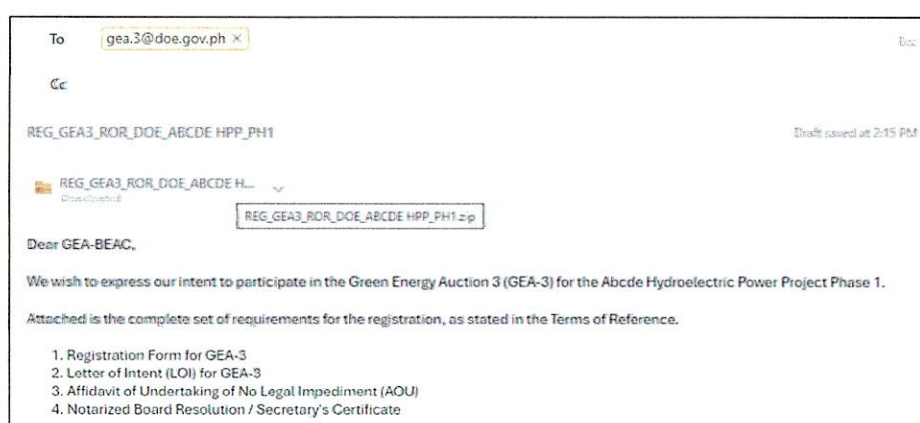 To gea.3@doe.gov.ph × Bcc
Cc
REG_GEA3_ROR_DOE_ABCDE HPP_PH1 Draft saved at 2:15 PM
REG_GEA3_ROR_DOE_ABCDE H...
Downloaded
REG_GEA3_ROR_DOE_ABCDE HPP_PH1.zip
Dear GEA-BEAC,
We wish to express our intent to participate in the Green Energy Auction 3 (GEA-3) for the Abcde Hydroelectric Power Project Phase 1.
Attached is the complete set of requirements for the registration, as stated in the Terms of Reference.
1. Registration Form for GEA-3
2. Letter of Intent (LOI) for GEA-3
3. Affidavit of Undertaking of No Legal Impediment (AOU)
4. Notarized Board Resolution / Secretary's Certificate